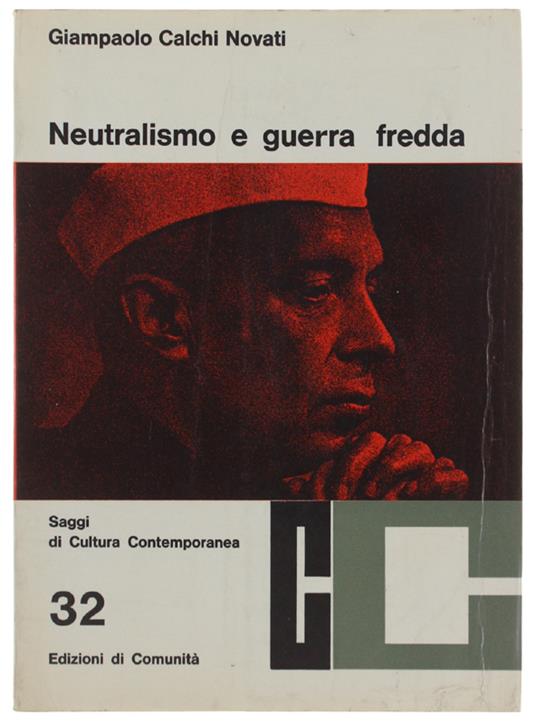 Giampaolo Calchi Novati
Neutralismo e guerra fredda
Saggi
di Cultura Contemporanea
32
Edizioni di Comunità